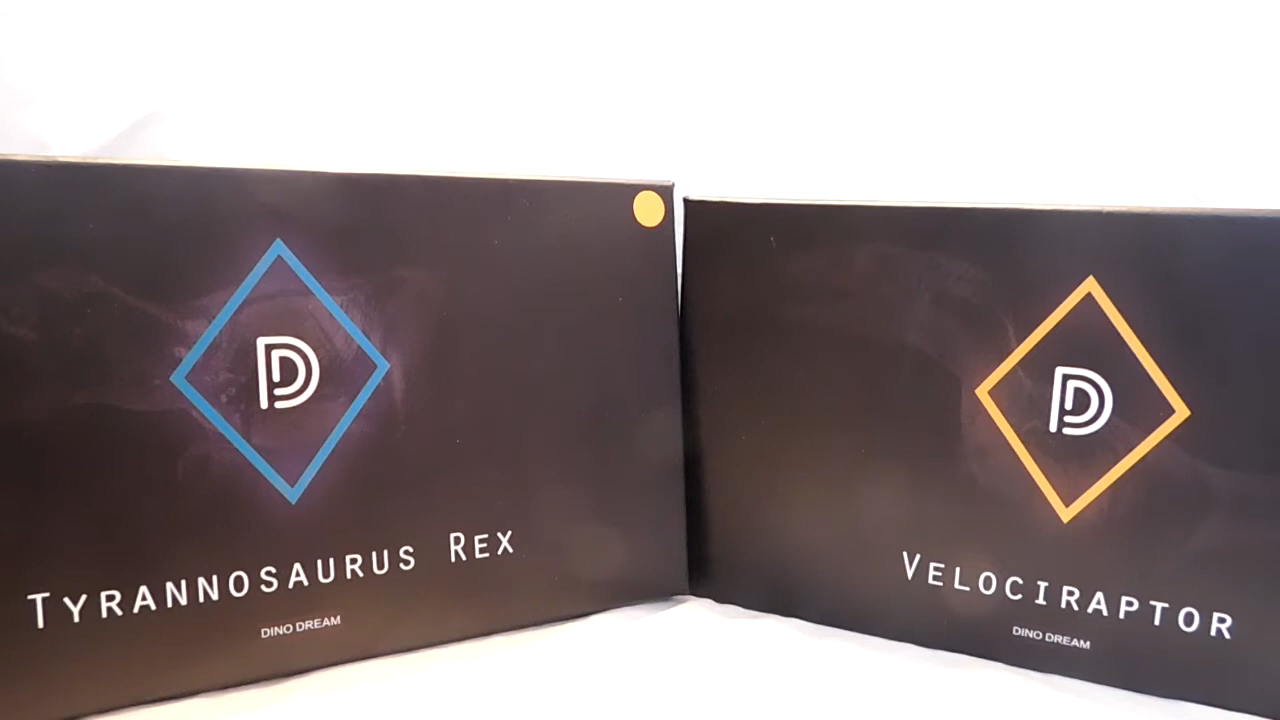 D
TYRANNOSAURUS REX
DINO DREAM
D
VELOCIRAPTOR
DINO DREAM